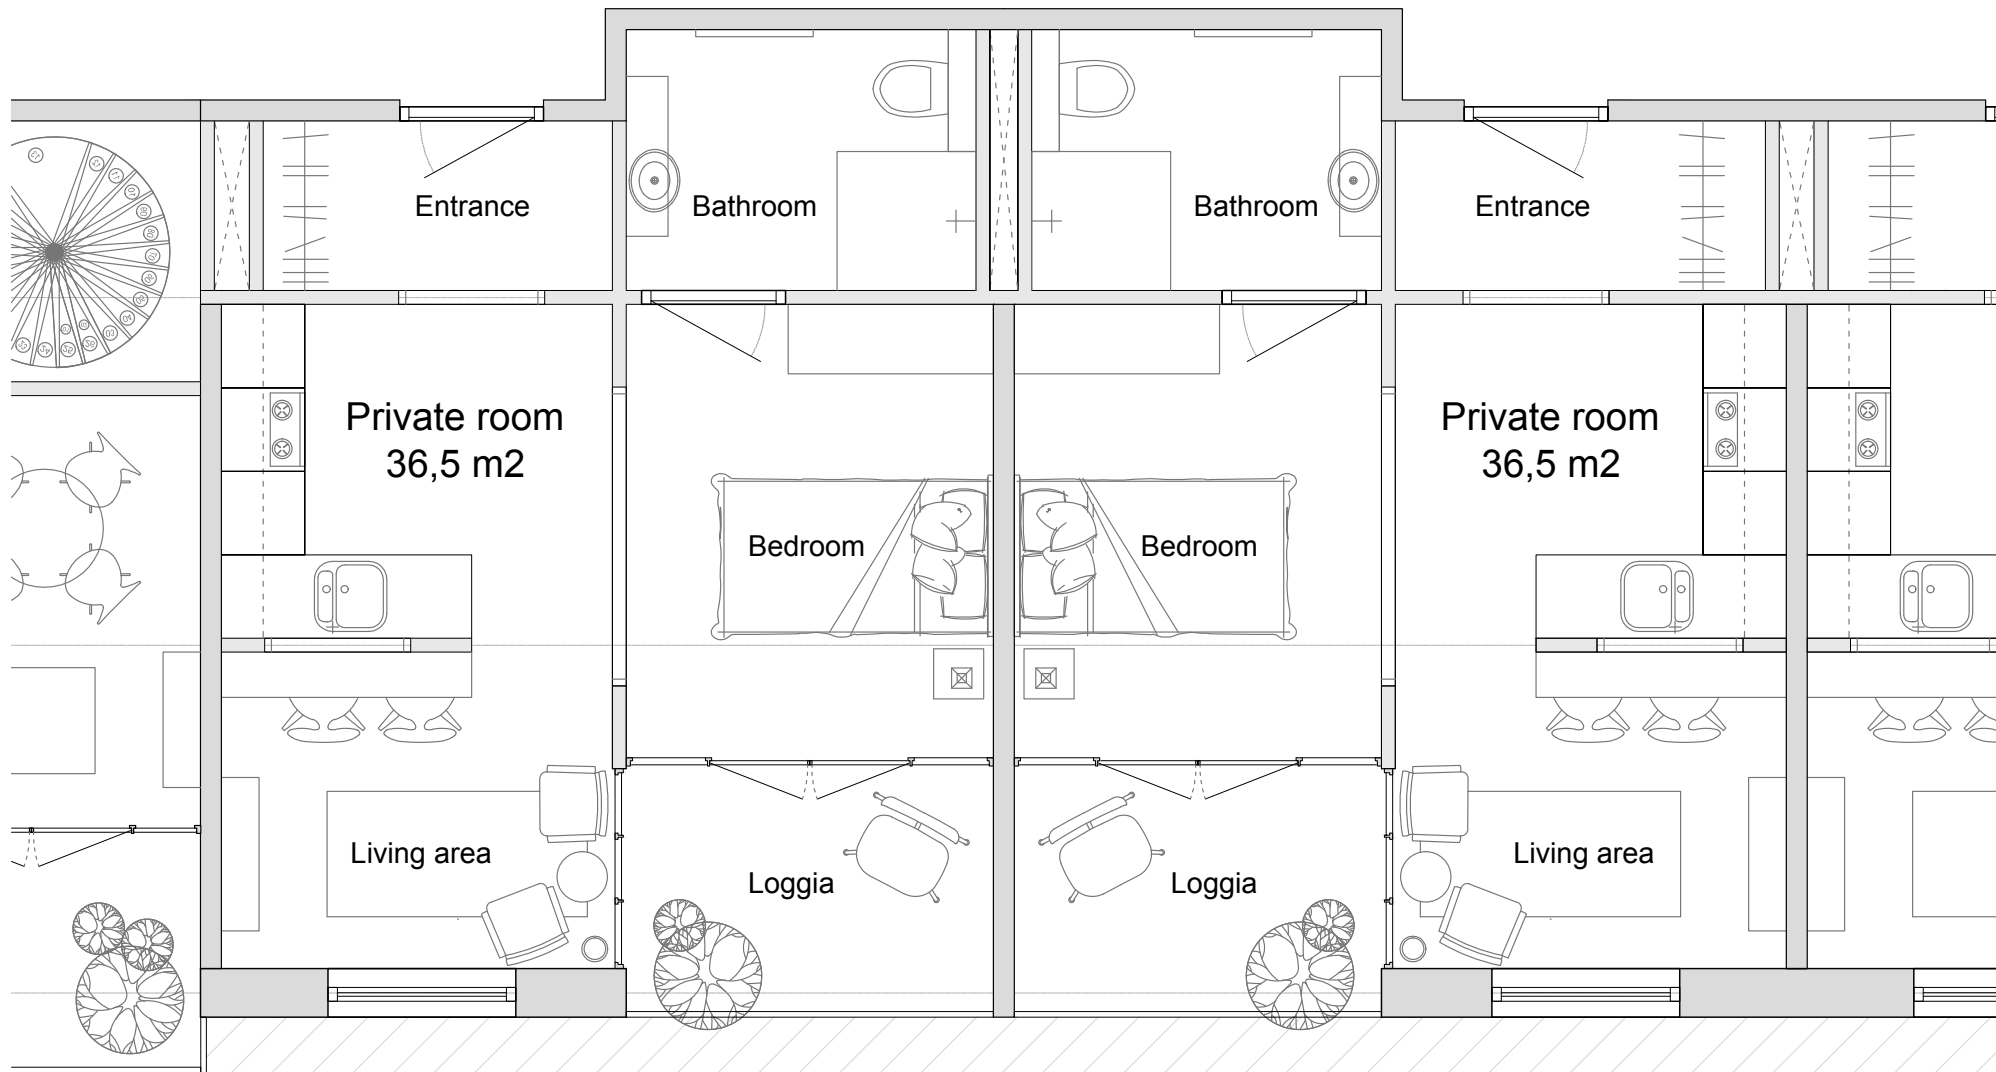 Entrance
Bathroom
Bathroom
Entrance
Private room
36,5 m2
Private room
36,5 m2
Bedroom
Bedroom
Living area
Loggia
Loggia
Living area